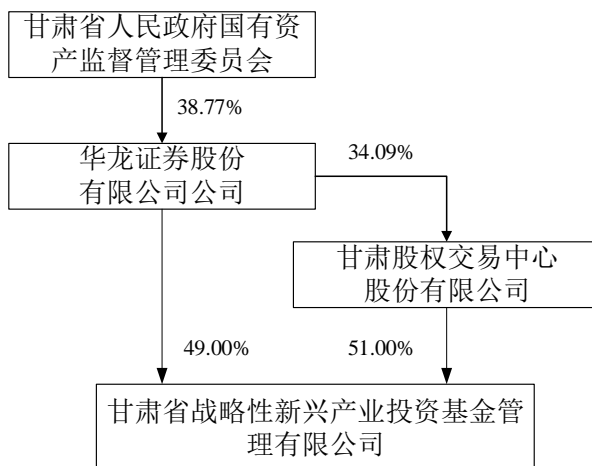 甘肃省人民政府国有资
产监督管理委员会
38.77%
华龙证券股份
有限公司公司
34.09%
甘肃股权交易中心
股份有限公司
49.00%
51.00%
甘肃省战略性新兴产业投资基金管
理有限公司